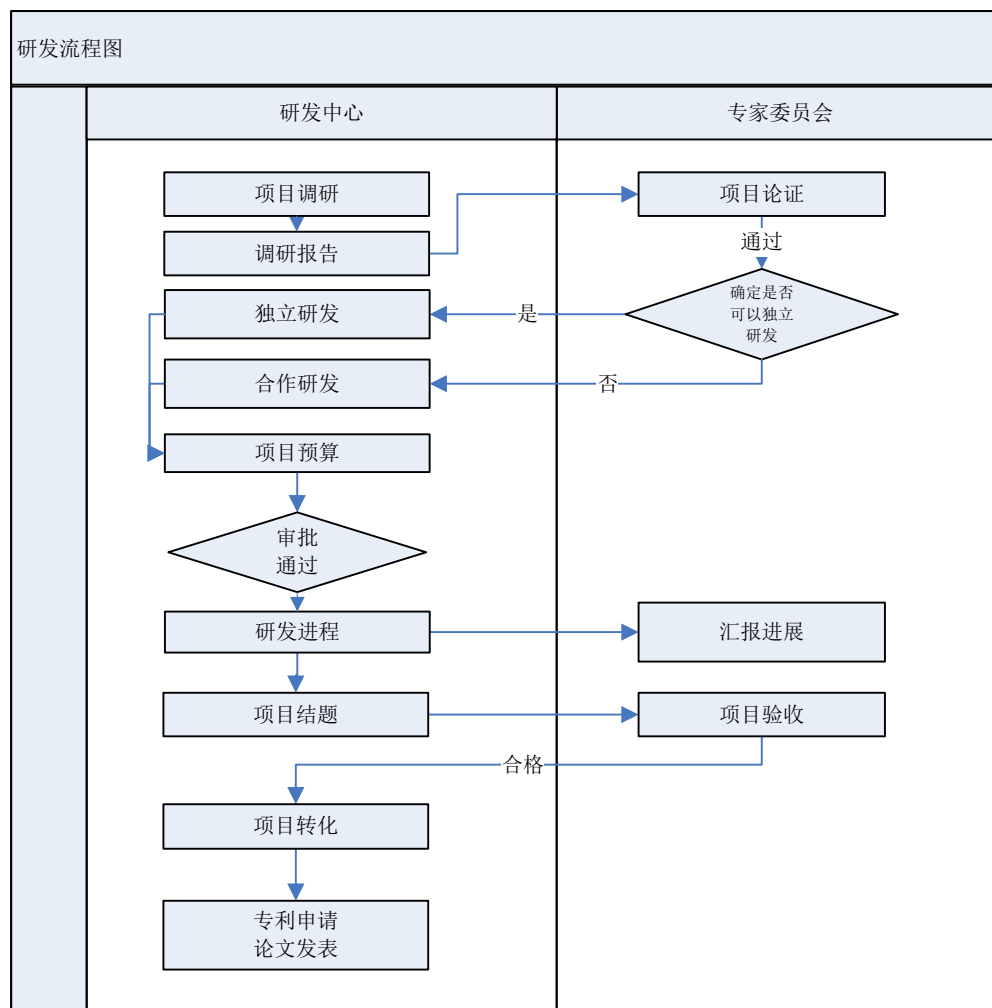 研发流程图
研发中心
专家委员会
项目调研
项目论证
通过
调研报告
确定是否
可以独立
研发
独立研发
是
合作研发
否
项目预算
审批
通过
研发进程
汇报进展
项目结题
项目验收
合格
项目转化
专利申请
论文发表